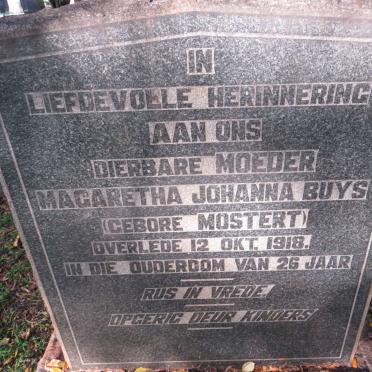 IN
LIEFDEVOLLE HERINNERING
AAN ONS
DIERBARE MOEDER
MAGARETHA JOHANNA BUYS
(GEBORE MOSTERT)
OVERLEDE 12 OKT. 1918.
IN DIE OUDERDOM VAN 26 JAAR
RUS IN VREDE
OPGERIG DEUR KINDERS